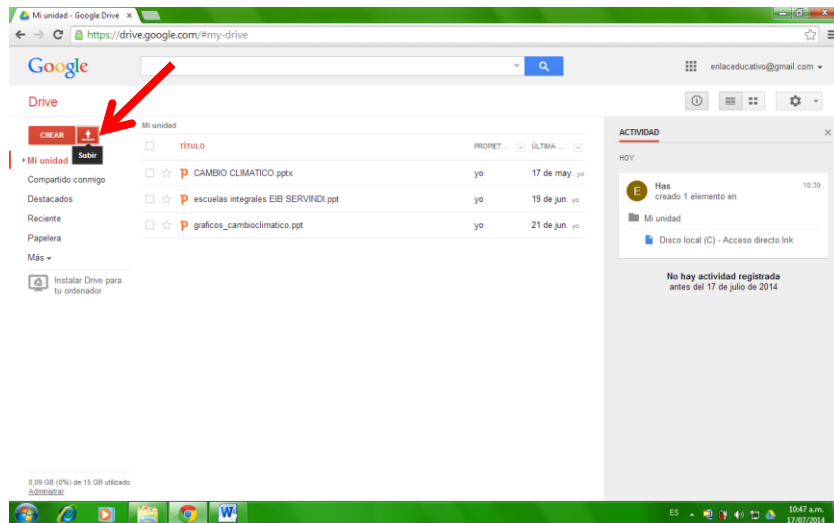 Mi unidad - Google Drive
https://drive.google.com/#my-drive
Google
enlaceducativo@gmail.com
Drive
CREAR
Subir
Mi unidad
Compartido conmigo
Destacados
Reciente
Papelera
Más
Instalar Drive para
tu ordenador
0,09 GB (0%) de 15 GB utilizado
Administrar
Mi unidad
TÍTULO PROPIET... ÚLTIMA ...
CAMBIO CLIMATICO.pptx yo 17 de may. yo
escuelas integrales EIB SERVINDI.ppt yo 19 de jun. yo
graficos_cambioclimatico.ppt yo 21 de jun. yo
ACTIVIDAD
HOY
E
Has 10:39
creado 1 elemento en
Mi unidad
Disco local (C) - Acceso directo.lnk
No hay actividad registrada
antes del 17 de julio de 2014
W
ES
10:47 a.m.
17/07/2014